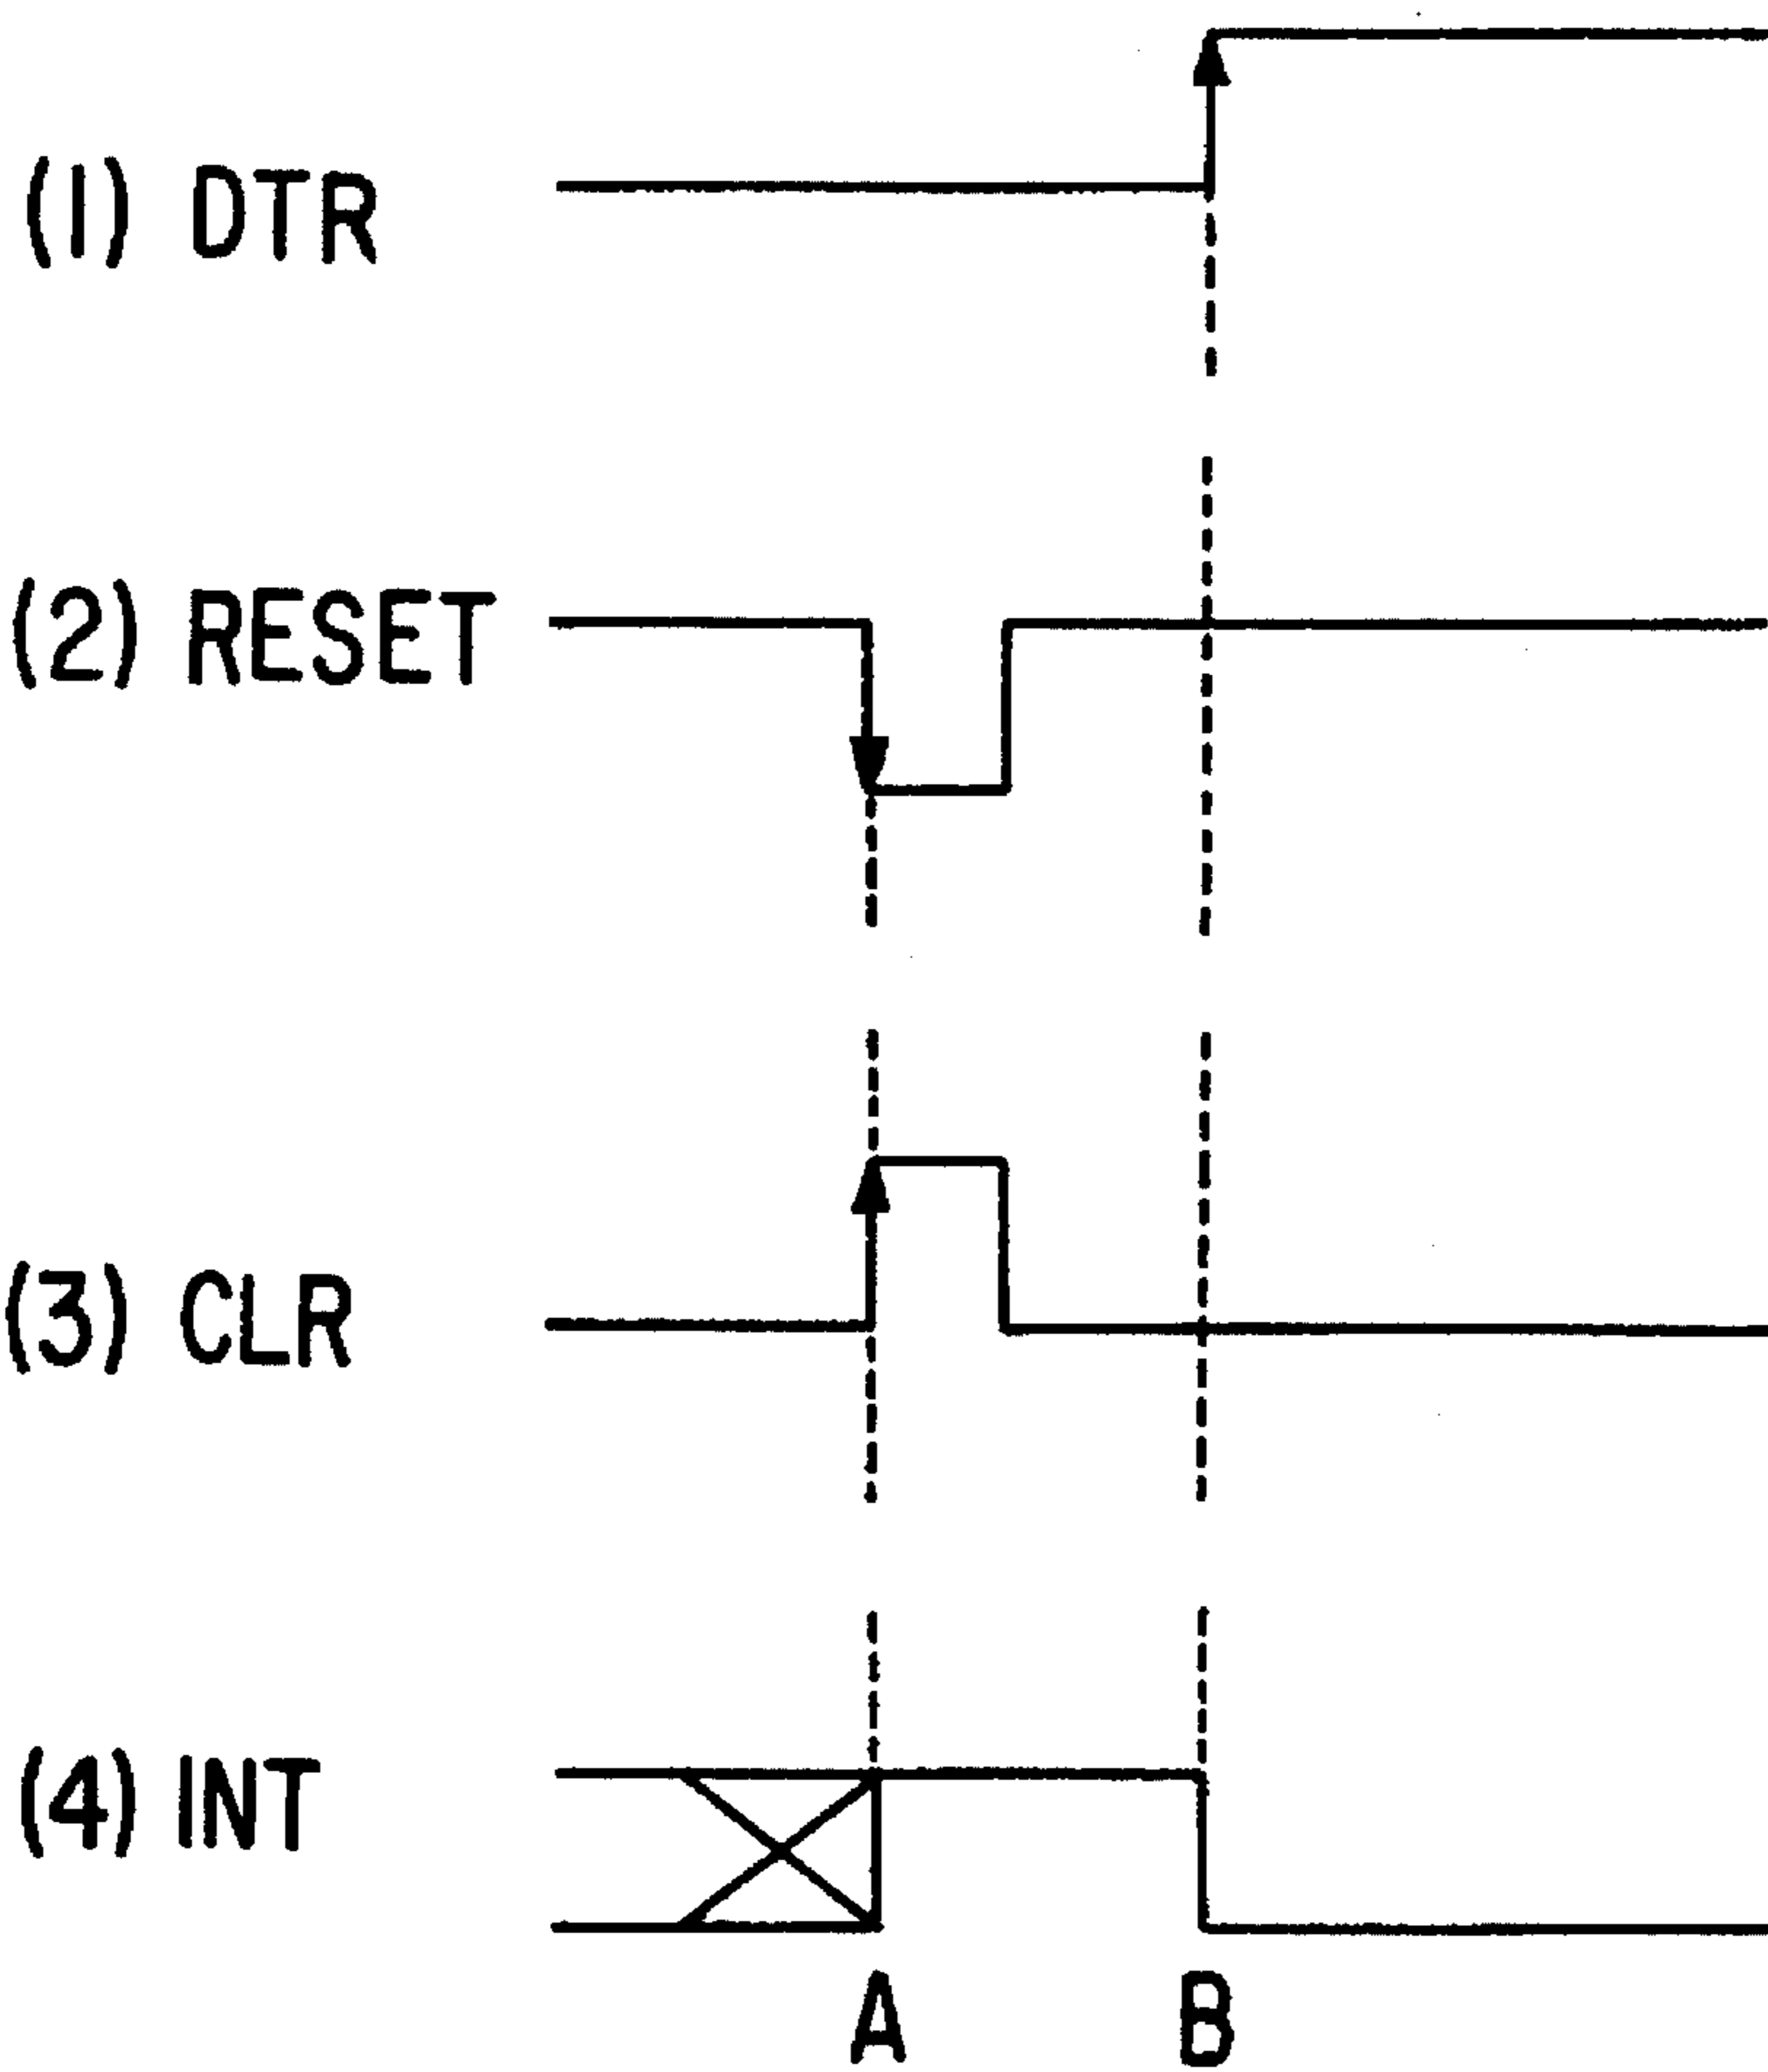 (1) DTR
(2) RESET
(3) CLR
(4) INT
A B